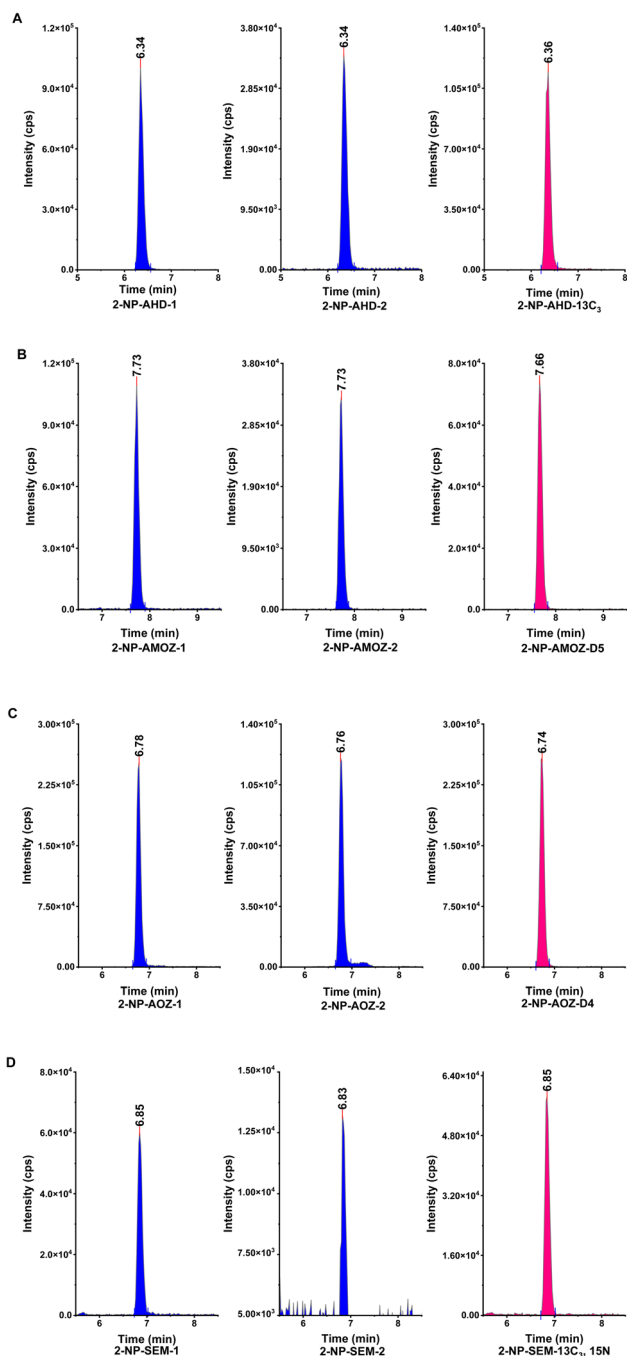 A
Intensity (cps)
1.2×10⁵
9.0×10⁴
6.0×10⁴
3.0×10⁴
0.0
6.34
5 6 7 8
Time (min)
2-NP-AHD-1
Intensity (cps)
3.80×10⁴
2.85×10⁴
1.90×10⁴
9.50×10³
0.00
6.34
5 6 7 8
Time (min)
2-NP-AHD-2
Intensity (cps)
1.40×10⁵
1.05×10⁵
7.00×10⁴
3.50×10⁴
0.00
6.36
5 6 7 8
Time (min)
2-NP-AHD-13C₃
B
Intensity (cps)
1.2×10⁵
9.0×10⁴
6.0×10⁴
3.0×10⁴
0.0
7.73
7 8 9
Time (min)
2-NP-AMOZ-1
Intensity (cps)
3.80×10⁴
2.85×10⁴
1.90×10⁴
9.50×10³
0.00
7.73
7 8 9
Time (min)
2-NP-AMOZ-2
Intensity (cps)
8.0×10⁴
6.0×10⁴
4.0×10⁴
2.0×10⁴
0.0
7.66
7 8 9
Time (min)
2-NP-AMOZ-D5
C
Intensity (cps)
3.00×10⁵
2.25×10⁵
1.50×10⁵
7.50×10⁴
0.00
6.78
6 7 8
Time (min)
2-NP-AOZ-1
Intensity (cps)
1.40×10⁵
1.05×10⁵
7.00×10⁴
3.50×10⁴
0.00
6.76
6 7 8
Time (min)
2-NP-AOZ-2
Intensity (cps)
3.00×10⁵
2.25×10⁵
1.50×10⁵
7.50×10⁴
0.00
6.74
6 7 8
Time (min)
2-NP-AOZ-D4
D
Intensity (cps)
8.0×10⁴
6.0×10⁴
4.0×10⁴
2.0×10⁴
0.0
6.85
6 7 8
Time (min)
2-NP-SEM-1
Intensity (cps)
1.50×10⁴
1.25×10⁴
1.00×10⁴
7.50×10³
5.00×10³
6.83
6 7 8
Time (min)
2-NP-SEM-2
Intensity (cps)
6.40×10⁴
4.80×10⁴
3.20×10⁴
1.60×10⁴
0.00
6.85
6 7 8
Time (min)
2-NP-SEM-13C₃, 15N